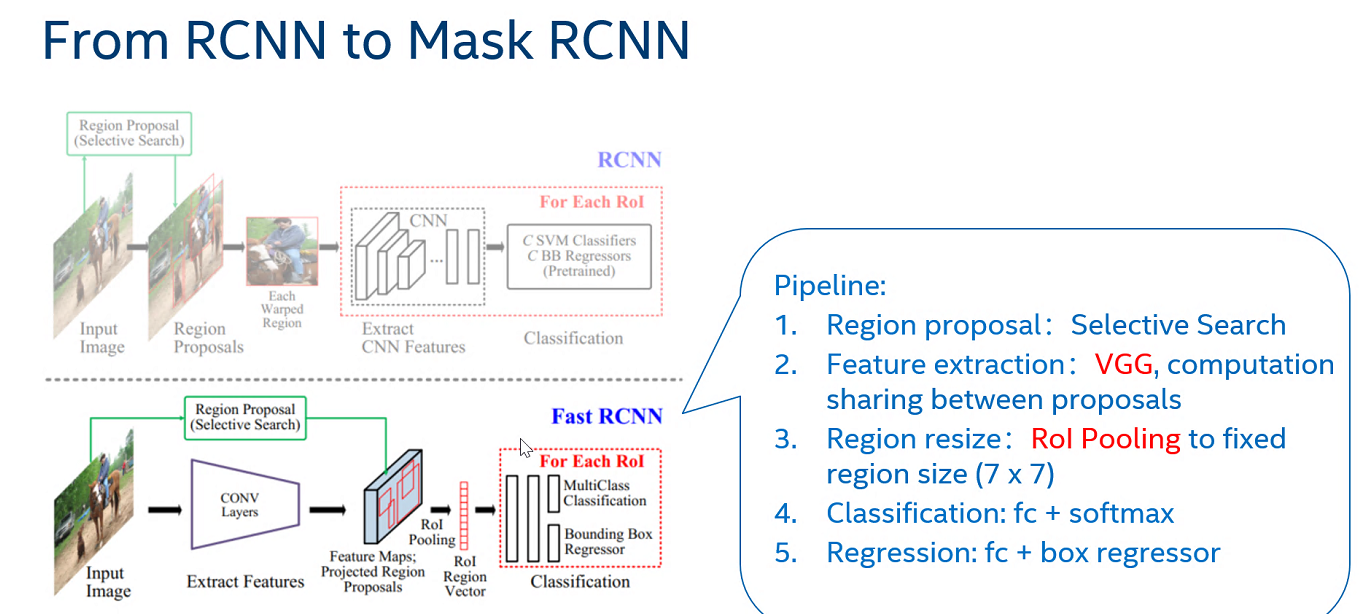 From RCNN to Mask RCNN
Region Proposal
(Selective Search)
RCNN
For Each RoI
CNN
...
C SVM Classifiers
C BB Regressors
(Pretrained)
Input
Image
Region
Proposals
Each
Warped
Region
Extract
CNN Features
Classification
Region Proposal
(Selective Search)
Fast RCNN
For Each RoI
CONV
Layers
MultiClass
Classification
Bounding Box
Regressor
RoI
Pooling
Input
Image
Extract Features
Feature Maps;
Projected Region
Proposals
RoI
Region
Vector
Classification
Pipeline:
1. Region proposal：Selective Search
2. Feature extraction：VGG, computation
sharing between proposals
3. Region resize：RoI Pooling to fixed
region size (7 x 7)
4. Classification: fc + softmax
5. Regression: fc + box regressor